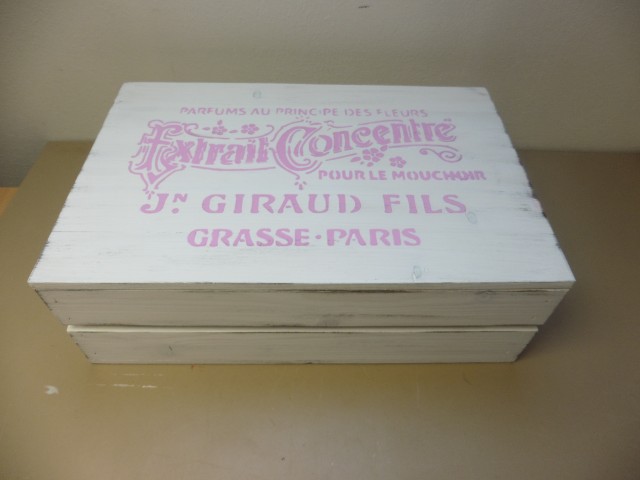 PARFUMS AU PRINCIPE DES FLEURS
Extrait Concentré
POUR LE MOUCHOIR
JN GIRAUD FILS
GRASSE·PARIS